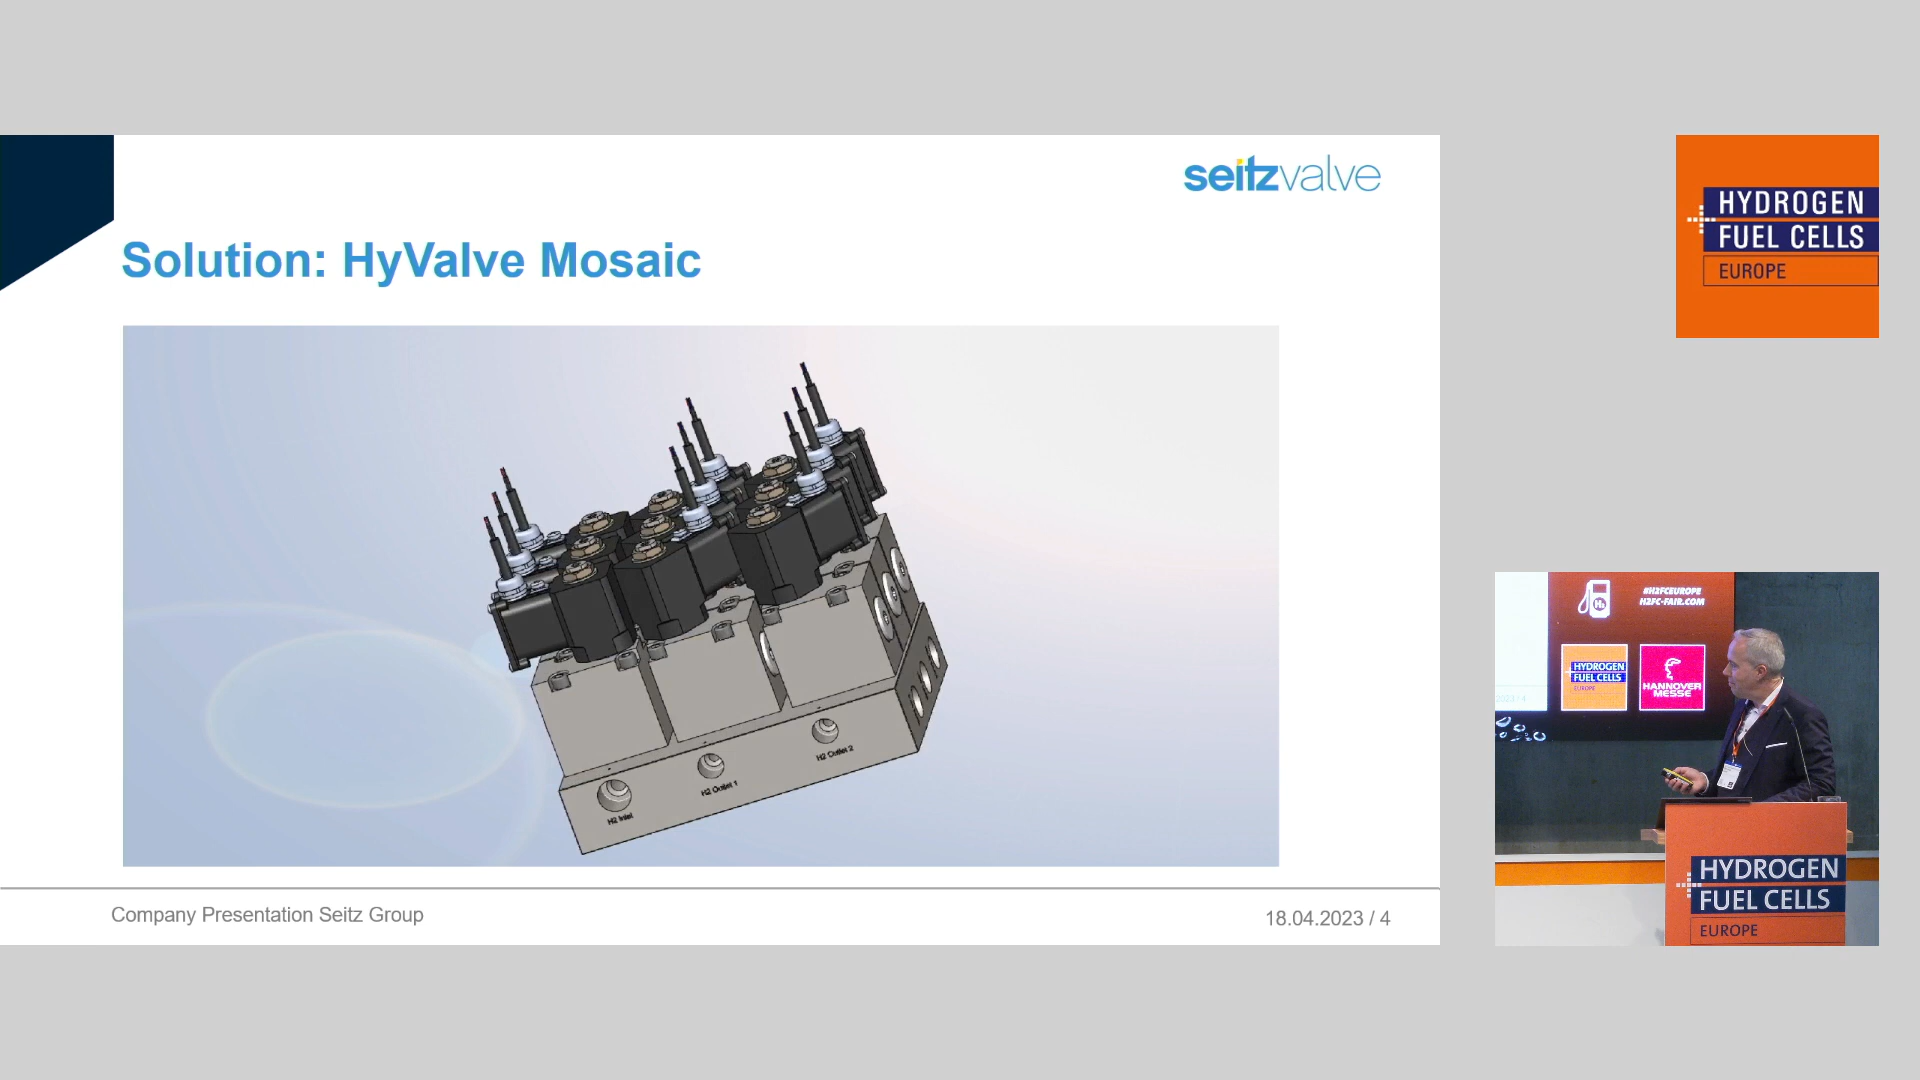 seitzvalve
Solution: HyValve Mosaic
H2 Inlet
H2 Outlet 1
H2 Outlet 2
Company Presentation Seitz Group
18.04.2023 / 4
HYDROGEN
FUEL CELLS
EUROPE
#H2FCEUROPE
H2FC-FAIR.COM
H2
HYDROGEN
FUEL CELLS
EUROPE
HANNOVER
MESSE
HYDROGEN
FUEL CELLS
EUROPE